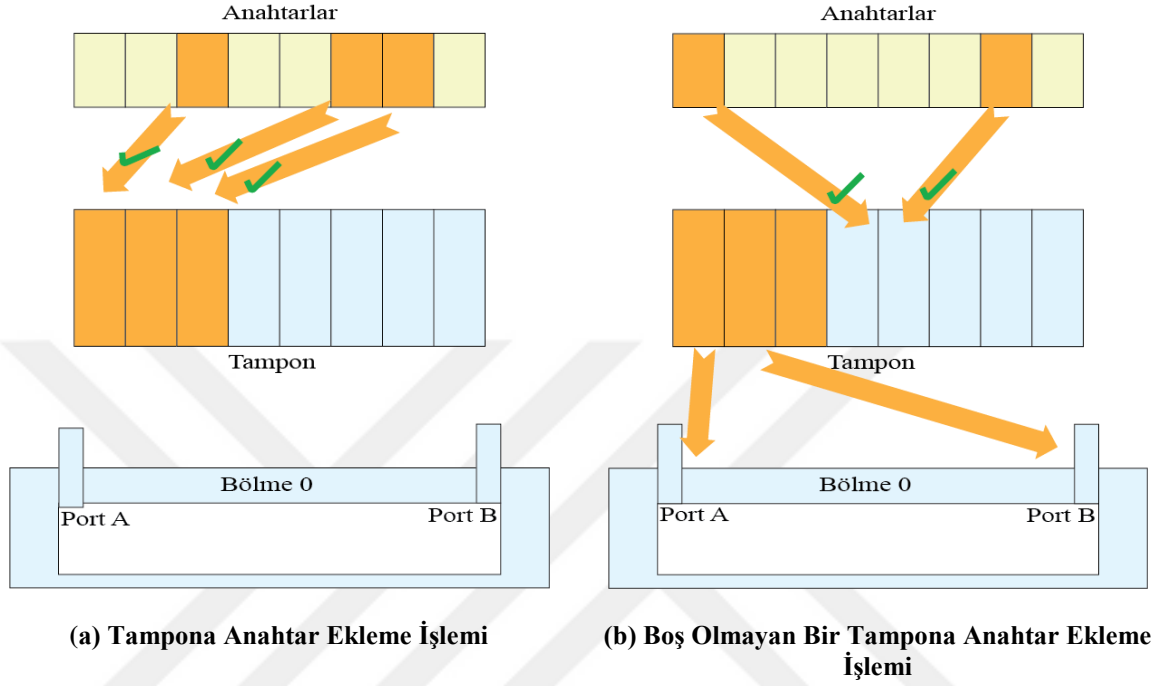 Anahtarlar
Tampon
Bölme 0
Port A
Port B
(a) Tampona Anahtar Ekleme İşlemi
Anahtarlar
Tampon
Bölme 0
Port A
Port B
(b) Boş Olmayan Bir Tampona Anahtar Ekleme
İşlemi